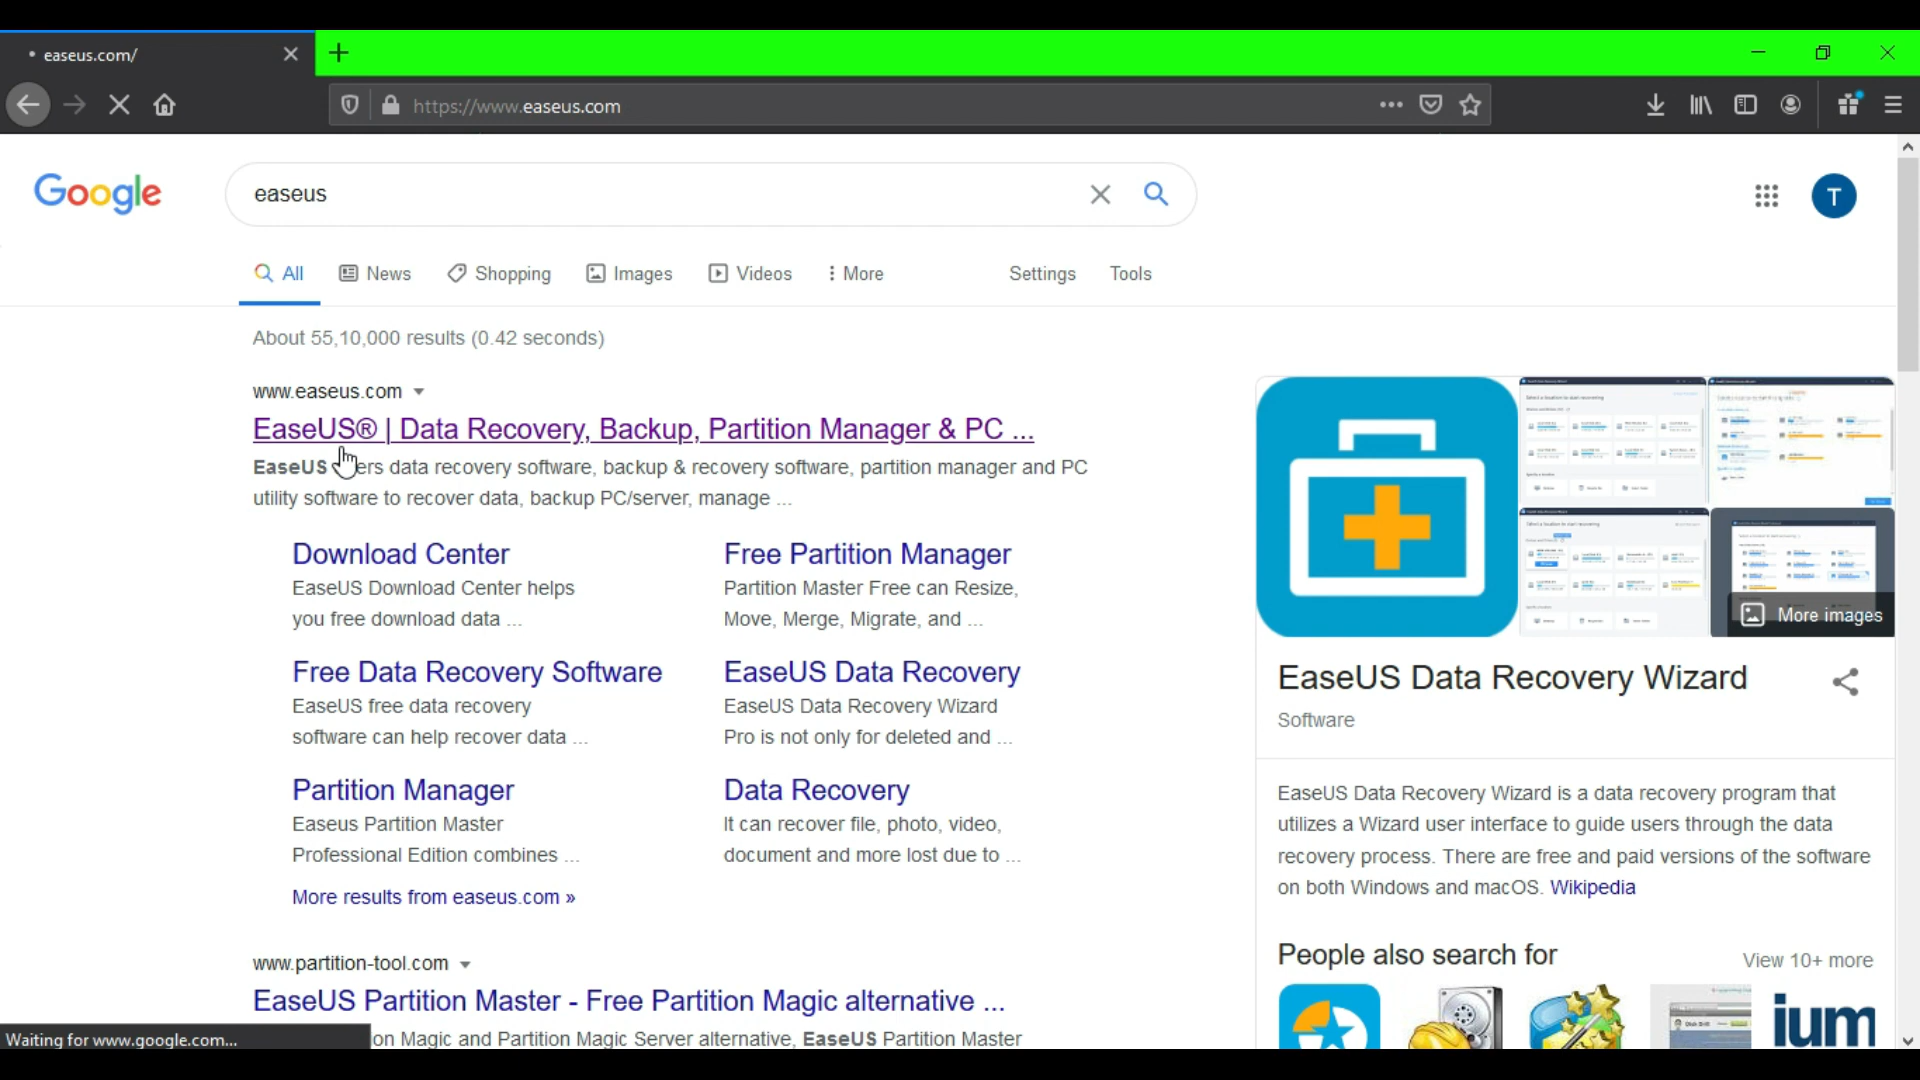 easeus.com/
https://www.easeus.com
Google
easeus
T
All
News
Shopping
Images
Videos
More
Settings
Tools
About 55,10,000 results (0.42 seconds)
www.easeus.com
EaseUS® | Data Recovery, Backup, Partition Manager & PC ...
EaseUS ers data recovery software, backup & recovery software, partition manager and PC
utility software to recover data, backup PC/server, manage ...
Download Center
EaseUS Download Center helps
you free download data ...
Free Partition Manager
Partition Master Free can Resize,
Move, Merge, Migrate, and ...
Free Data Recovery Software
EaseUS free data recovery
software can help recover data ...
EaseUS Data Recovery
EaseUS Data Recovery Wizard
Pro is not only for deleted and ...
Partition Manager
Easeus Partition Master
Professional Edition combines ...
Data Recovery
It can recover file, photo, video,
document and more lost due to ...
More results from easeus.com »
www.partition-tool.com
EaseUS Partition Master - Free Partition Magic alternative ...
on Magic and Partition Magic Server alternative, EaseUS Partition Master
Waiting for www.google.com...
More images
EaseUS Data Recovery Wizard
Software
EaseUS Data Recovery Wizard is a data recovery program that
utilizes a Wizard user interface to guide users through the data
recovery process. There are free and paid versions of the software
on both Windows and macOS. Wikipedia
People also search for
View 10+ more
ium